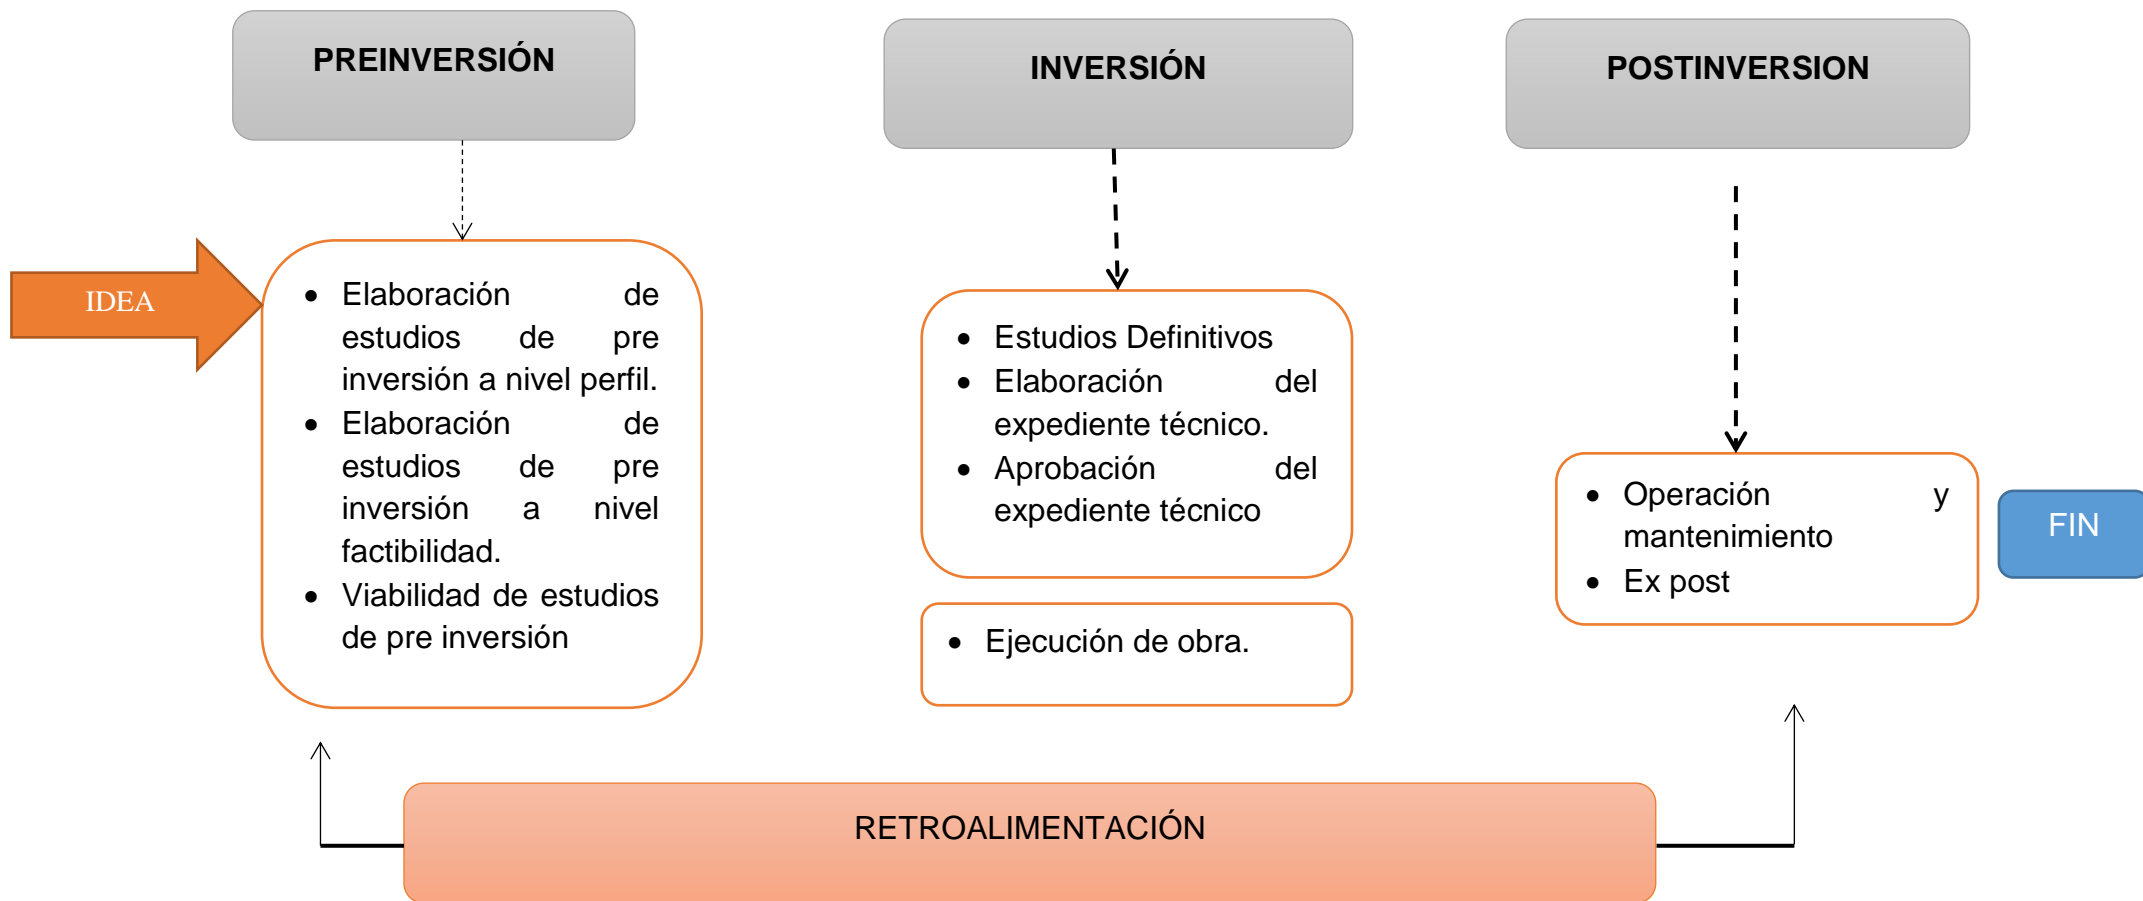 PREINVERSIÓN
INVERSIÓN
POSTINVERSION
IDEA
• Elaboración de
estudios de pre
inversión a nivel perfil.
• Elaboración de
estudios de pre
inversión a nivel
factibilidad.
• Viabilidad de estudios
de pre inversión
• Estudios Definitivos
• Elaboración del
expediente técnico.
• Aprobación del
expediente técnico
• Ejecución de obra.
• Operación y
mantenimiento
• Ex post
FIN
RETROALIMENTACIÓN